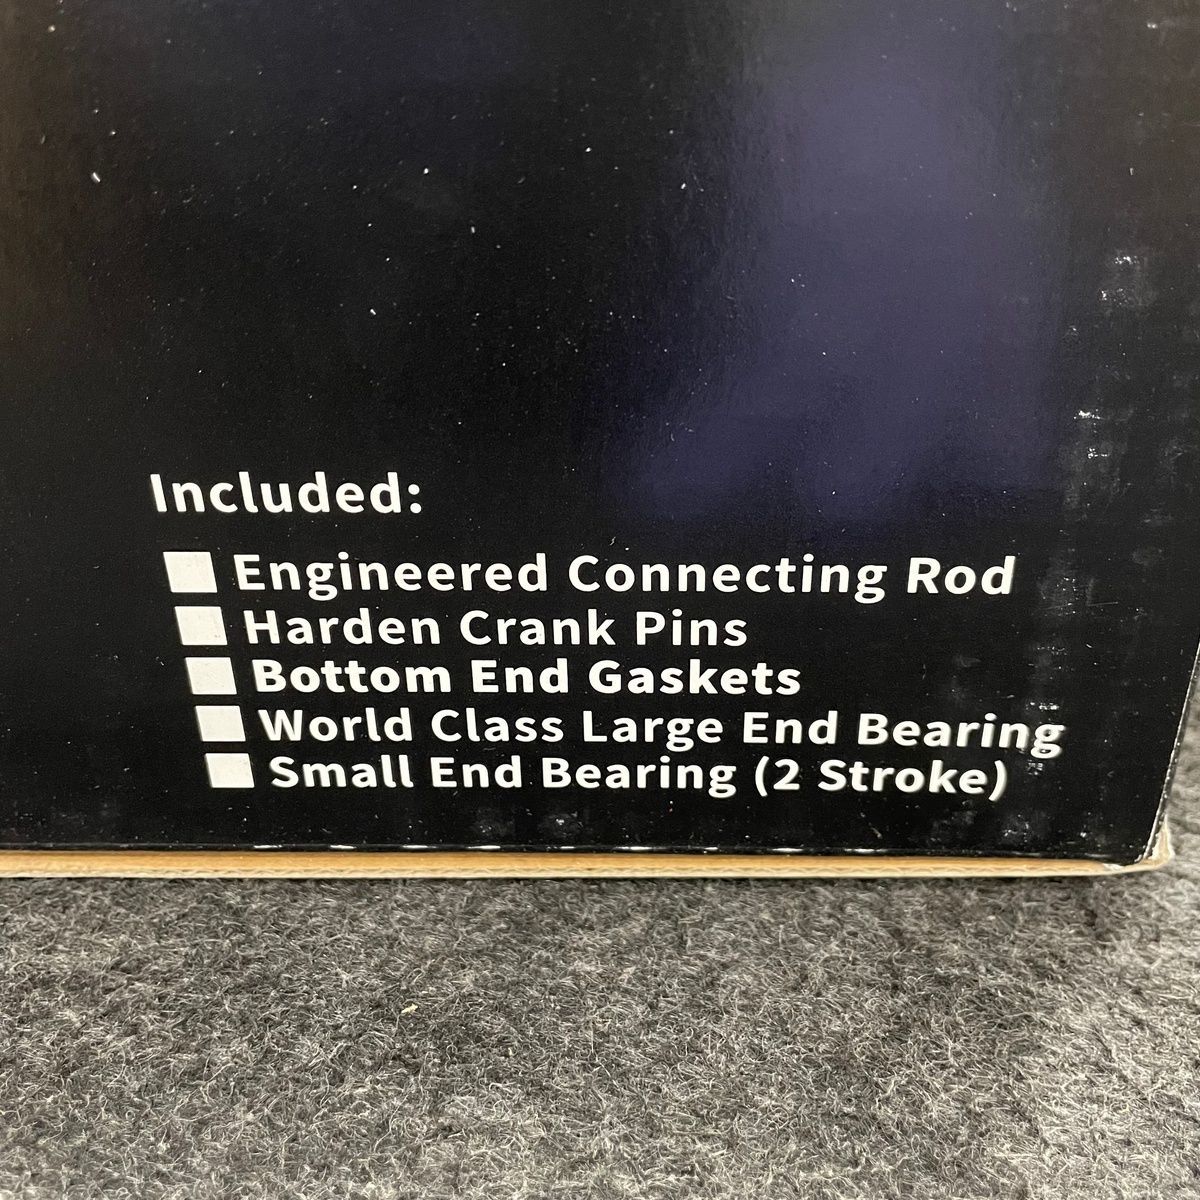 Included:
Engineered Connecting Rod
Harden Crank Pins
Bottom End Gaskets
World Class Large End Bearing
Small End Bearing (2 Stroke)